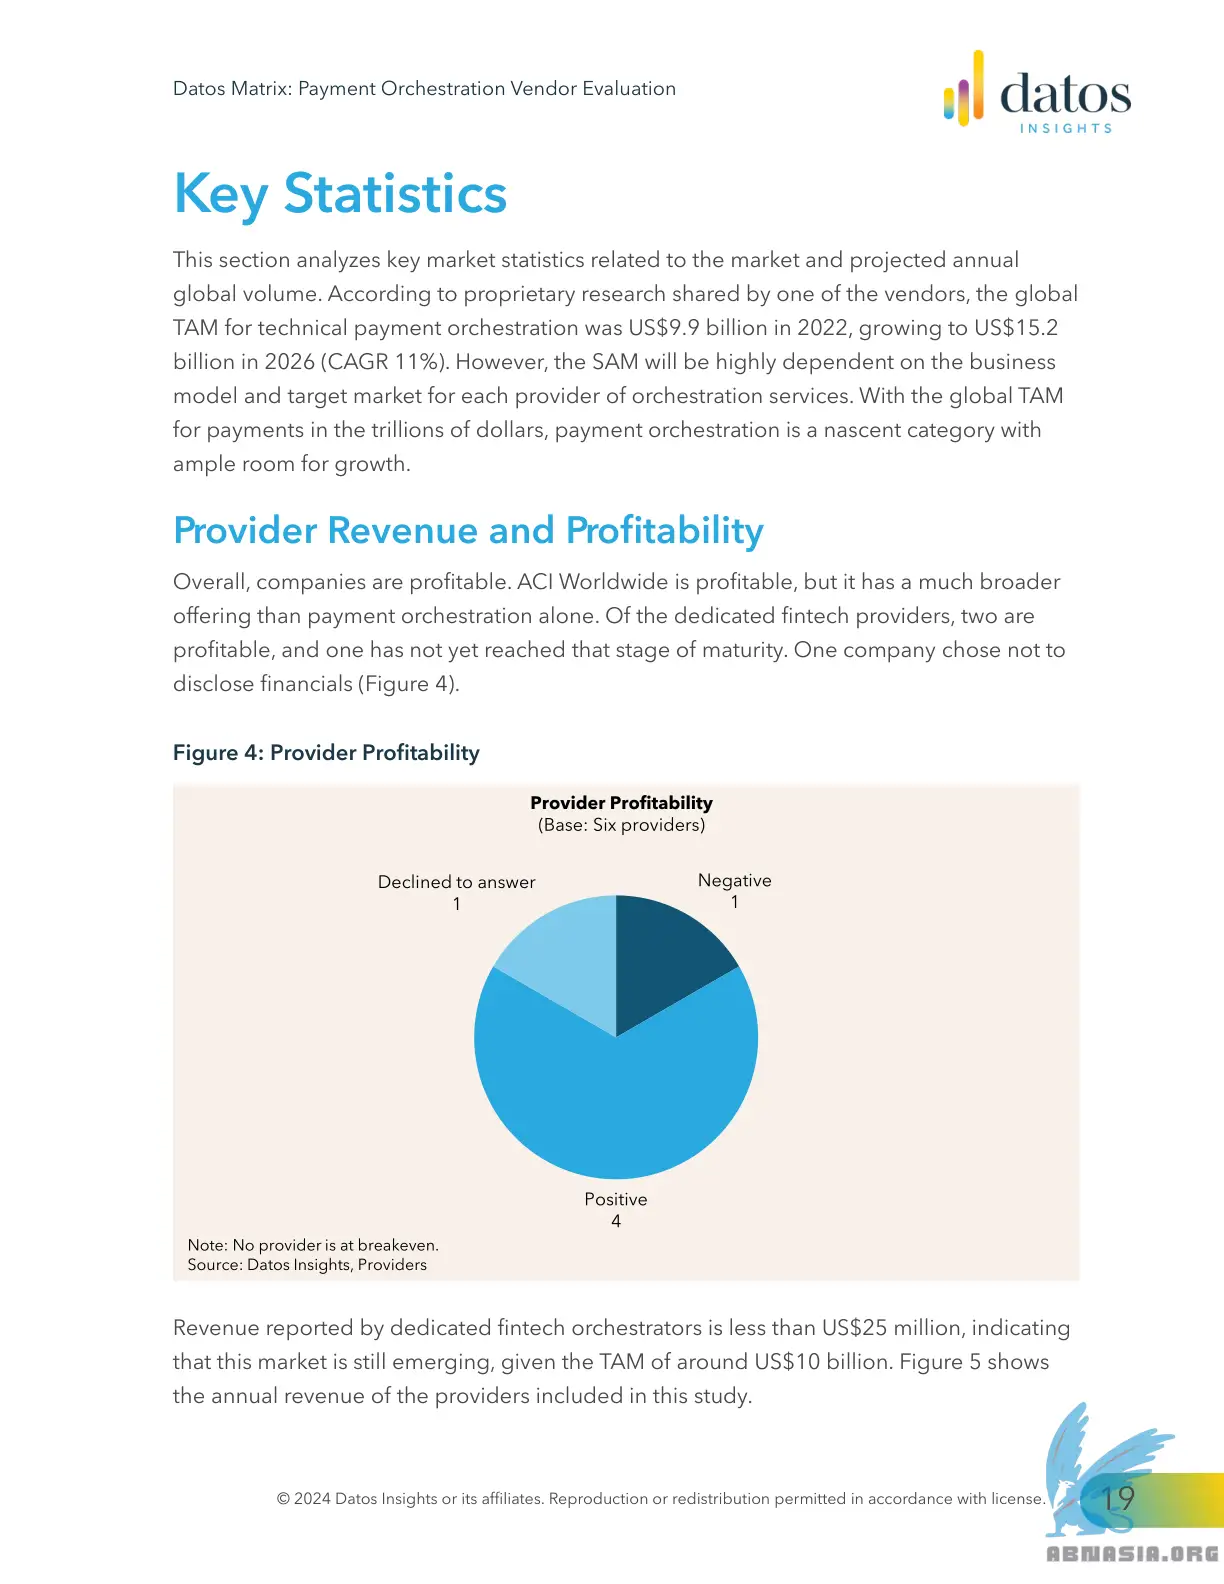 Datos Matrix: Payment Orchestration Vendor Evaluation
datos
INSIGHTS
Key Statistics
This section analyzes key market statistics related to the market and projected annual
global volume. According to proprietary research shared by one of the vendors, the global
TAM for technical payment orchestration was US$9.9 billion in 2022, growing to US$15.2
billion in 2026 (CAGR 11%). However, the SAM will be highly dependent on the business
model and target market for each provider of orchestration services. With the global TAM
for payments in the trillions of dollars, payment orchestration is a nascent category with
ample room for growth.
Provider Revenue and Profitability
Overall, companies are profitable. ACI Worldwide is profitable, but it has a much broader
offering than payment orchestration alone. Of the dedicated fintech providers, two are
profitable, and one has not yet reached that stage of maturity. One company chose not to
disclose financials (Figure 4).
Figure 4: Provider Profitability
Provider Profitability
(Base: Six providers)
Declined to answer
1
Negative
1
Positive
4
Note: No provider is at breakeven.
Source: Datos Insights, Providers
Revenue reported by dedicated fintech orchestrators is less than US$25 million, indicating
that this market is still emerging, given the TAM of around US$10 billion. Figure 5 shows
the annual revenue of the providers included in this study.
© 2024 Datos Insights or its affiliates. Reproduction or redistribution permitted in accordance with license.
19
ABNASIA.ORG